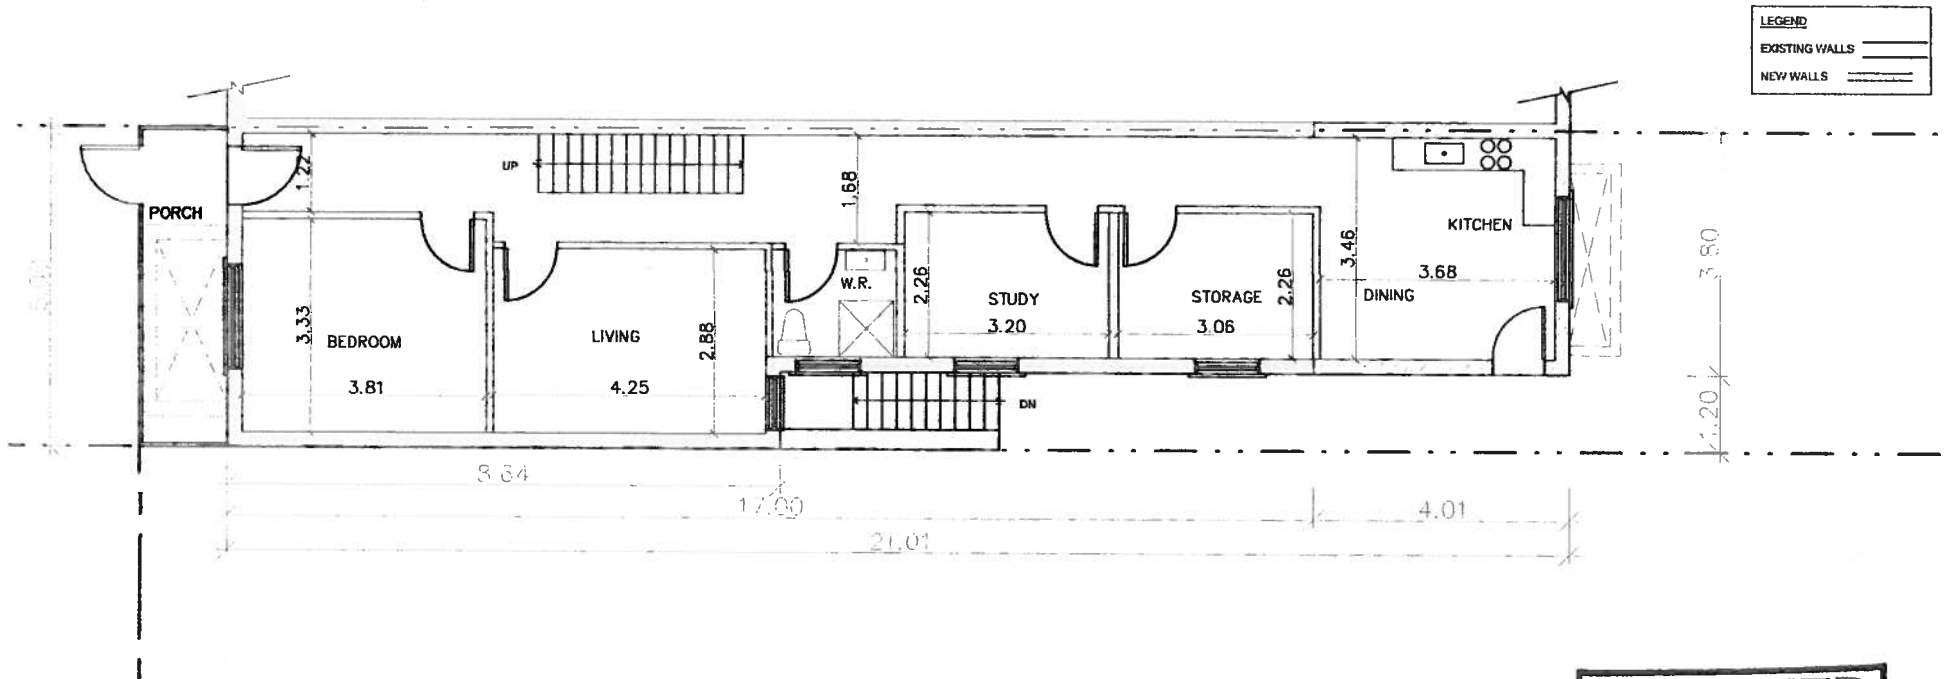 LEGEND
EXISTING WALLS
NEW WALLS
UP
1.22
1.68
PORCH
KITCHEN
3.46
3.80
3.68
W.R.
2.26
STUDY
3.20
STORAGE
3.06
2.26
DINING
3.33
BEDROOM
3.81
LIVING
4.25
2.88
DN
1.20
8.64
17.00
4.01
21.01